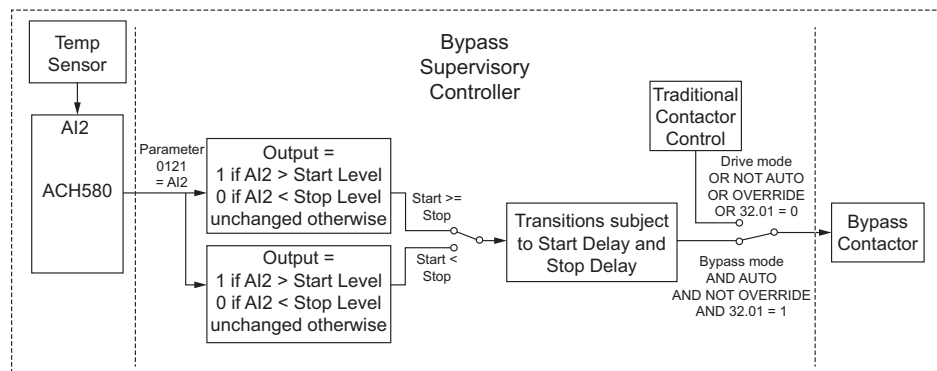 Temp
Sensor
AI2
ACH580
Parameter
0121
= AI2
Bypass
Supervisory
Controller
Output =
1 if AI2 > Start Level
0 if AI2 < Stop Level
unchanged otherwise
Output =
1 if AI2 > Start Level
0 if AI2 < Stop Level
unchanged otherwise
Start >=
Stop
Start <
Stop
Transitions subject
to Start Delay and
Stop Delay
Traditional
Contactor
Control
Drive mode
OR NOT AUTO
OR OVERRIDE
OR 32.01 = 0
Bypass mode
AND AUTO
AND NOT OVERRIDE
AND 32.01 = 1
Bypass
Contactor